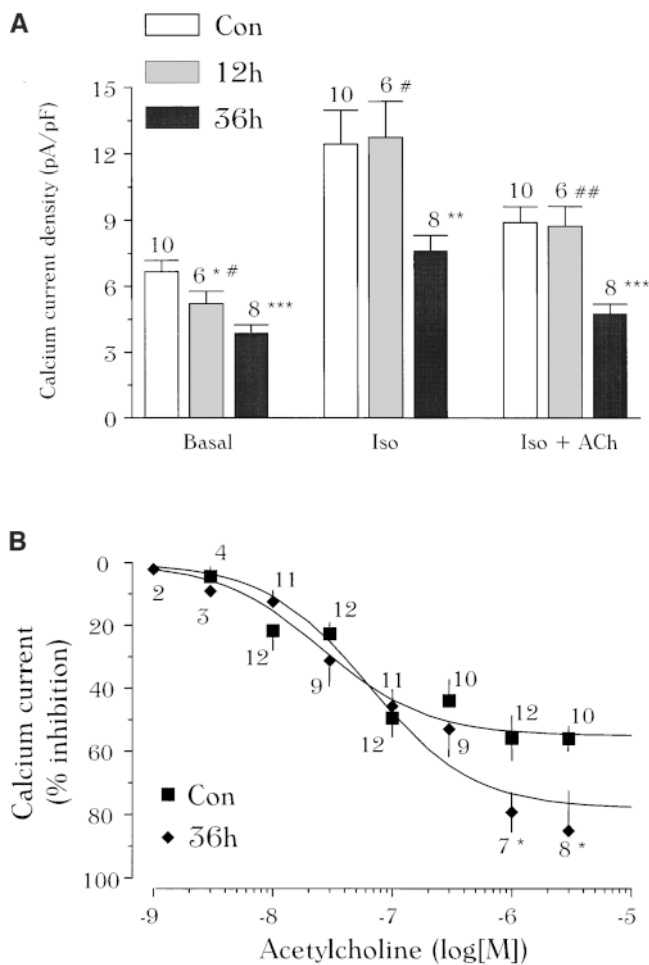 A
Con
12h
36h
Calcium current density (pA/pF)
15
12
9
6
3
0
10
6 * #
8 ***
10
6 #
8 **
10
6 ##
8 ***
Basal
Iso
Iso + ACh
B
Calcium current
(% inhibition)
0
20
40
60
80
100
2
4
3
11
12
12
9
11
12
10
9
12
7 *
10
8 *
Con
36h
-9
-8
-7
-6
-5
Acetylcholine (log[M])